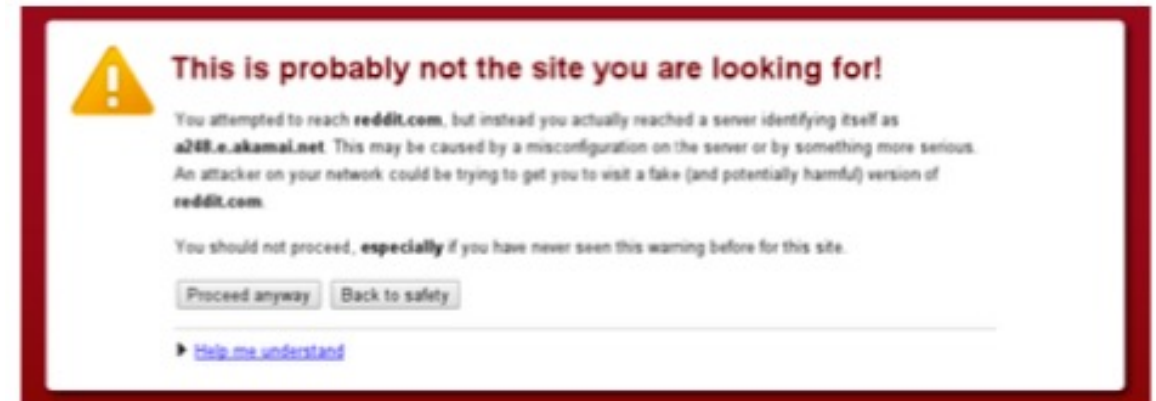 This is probably not the site you are looking for!
You attempted to reach reddit.com, but instead you actually reached a server identifying itself as
a248.e.akamai.net. This may be caused by a misconfiguration on the server or by something more serious.
An attacker on your network could be trying to get you to visit a fake (and potentially harmful) version of
reddit.com.
You should not proceed, especially if you have never seen this warning before for this site.
Proceed anyway Back to safety
Help me understand